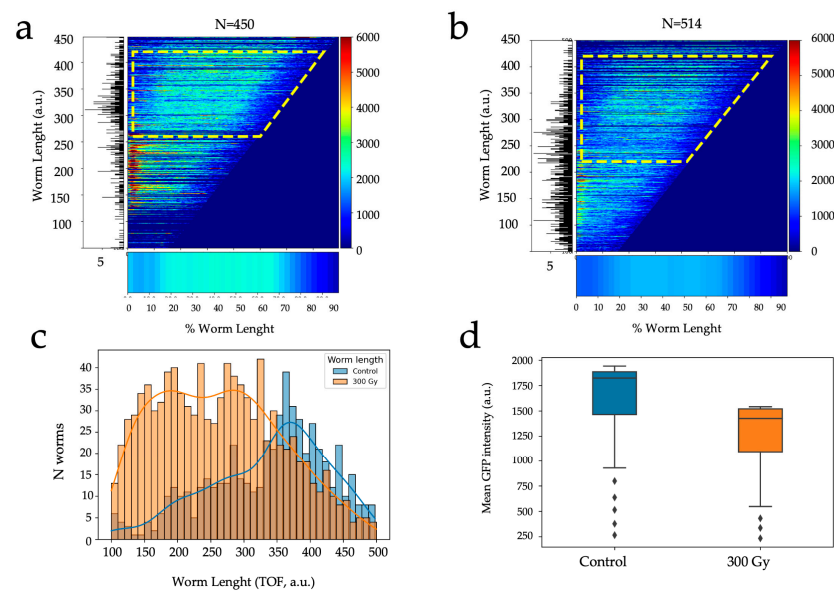 a
N=450
450
400
350
300
250
200
150
100
Worm Lenght (a.u.)
5
6000
5000
4000
3000
2000
1000
0
0 10 20 30 40 50 60 70 80 90
% Worm Lenght
b
N=514
450
400
350
300
250
200
150
100
50
Worm Lenght (a.u.)
5
6000
5000
4000
3000
2000
1000
0
0 10 20 30 40 50 60 70 80 90
% Worm Lenght
c
40
35
30
25
20
15
10
5
0
N worms
Worm length
Control
300 Gy
100 150 200 250 300 350 400 450 500
Worm Lenght (TOF, a.u.)
d
2000
1750
1500
1250
1000
750
500
250
Mean GFP intensity (a.u.)
Control 300 Gy